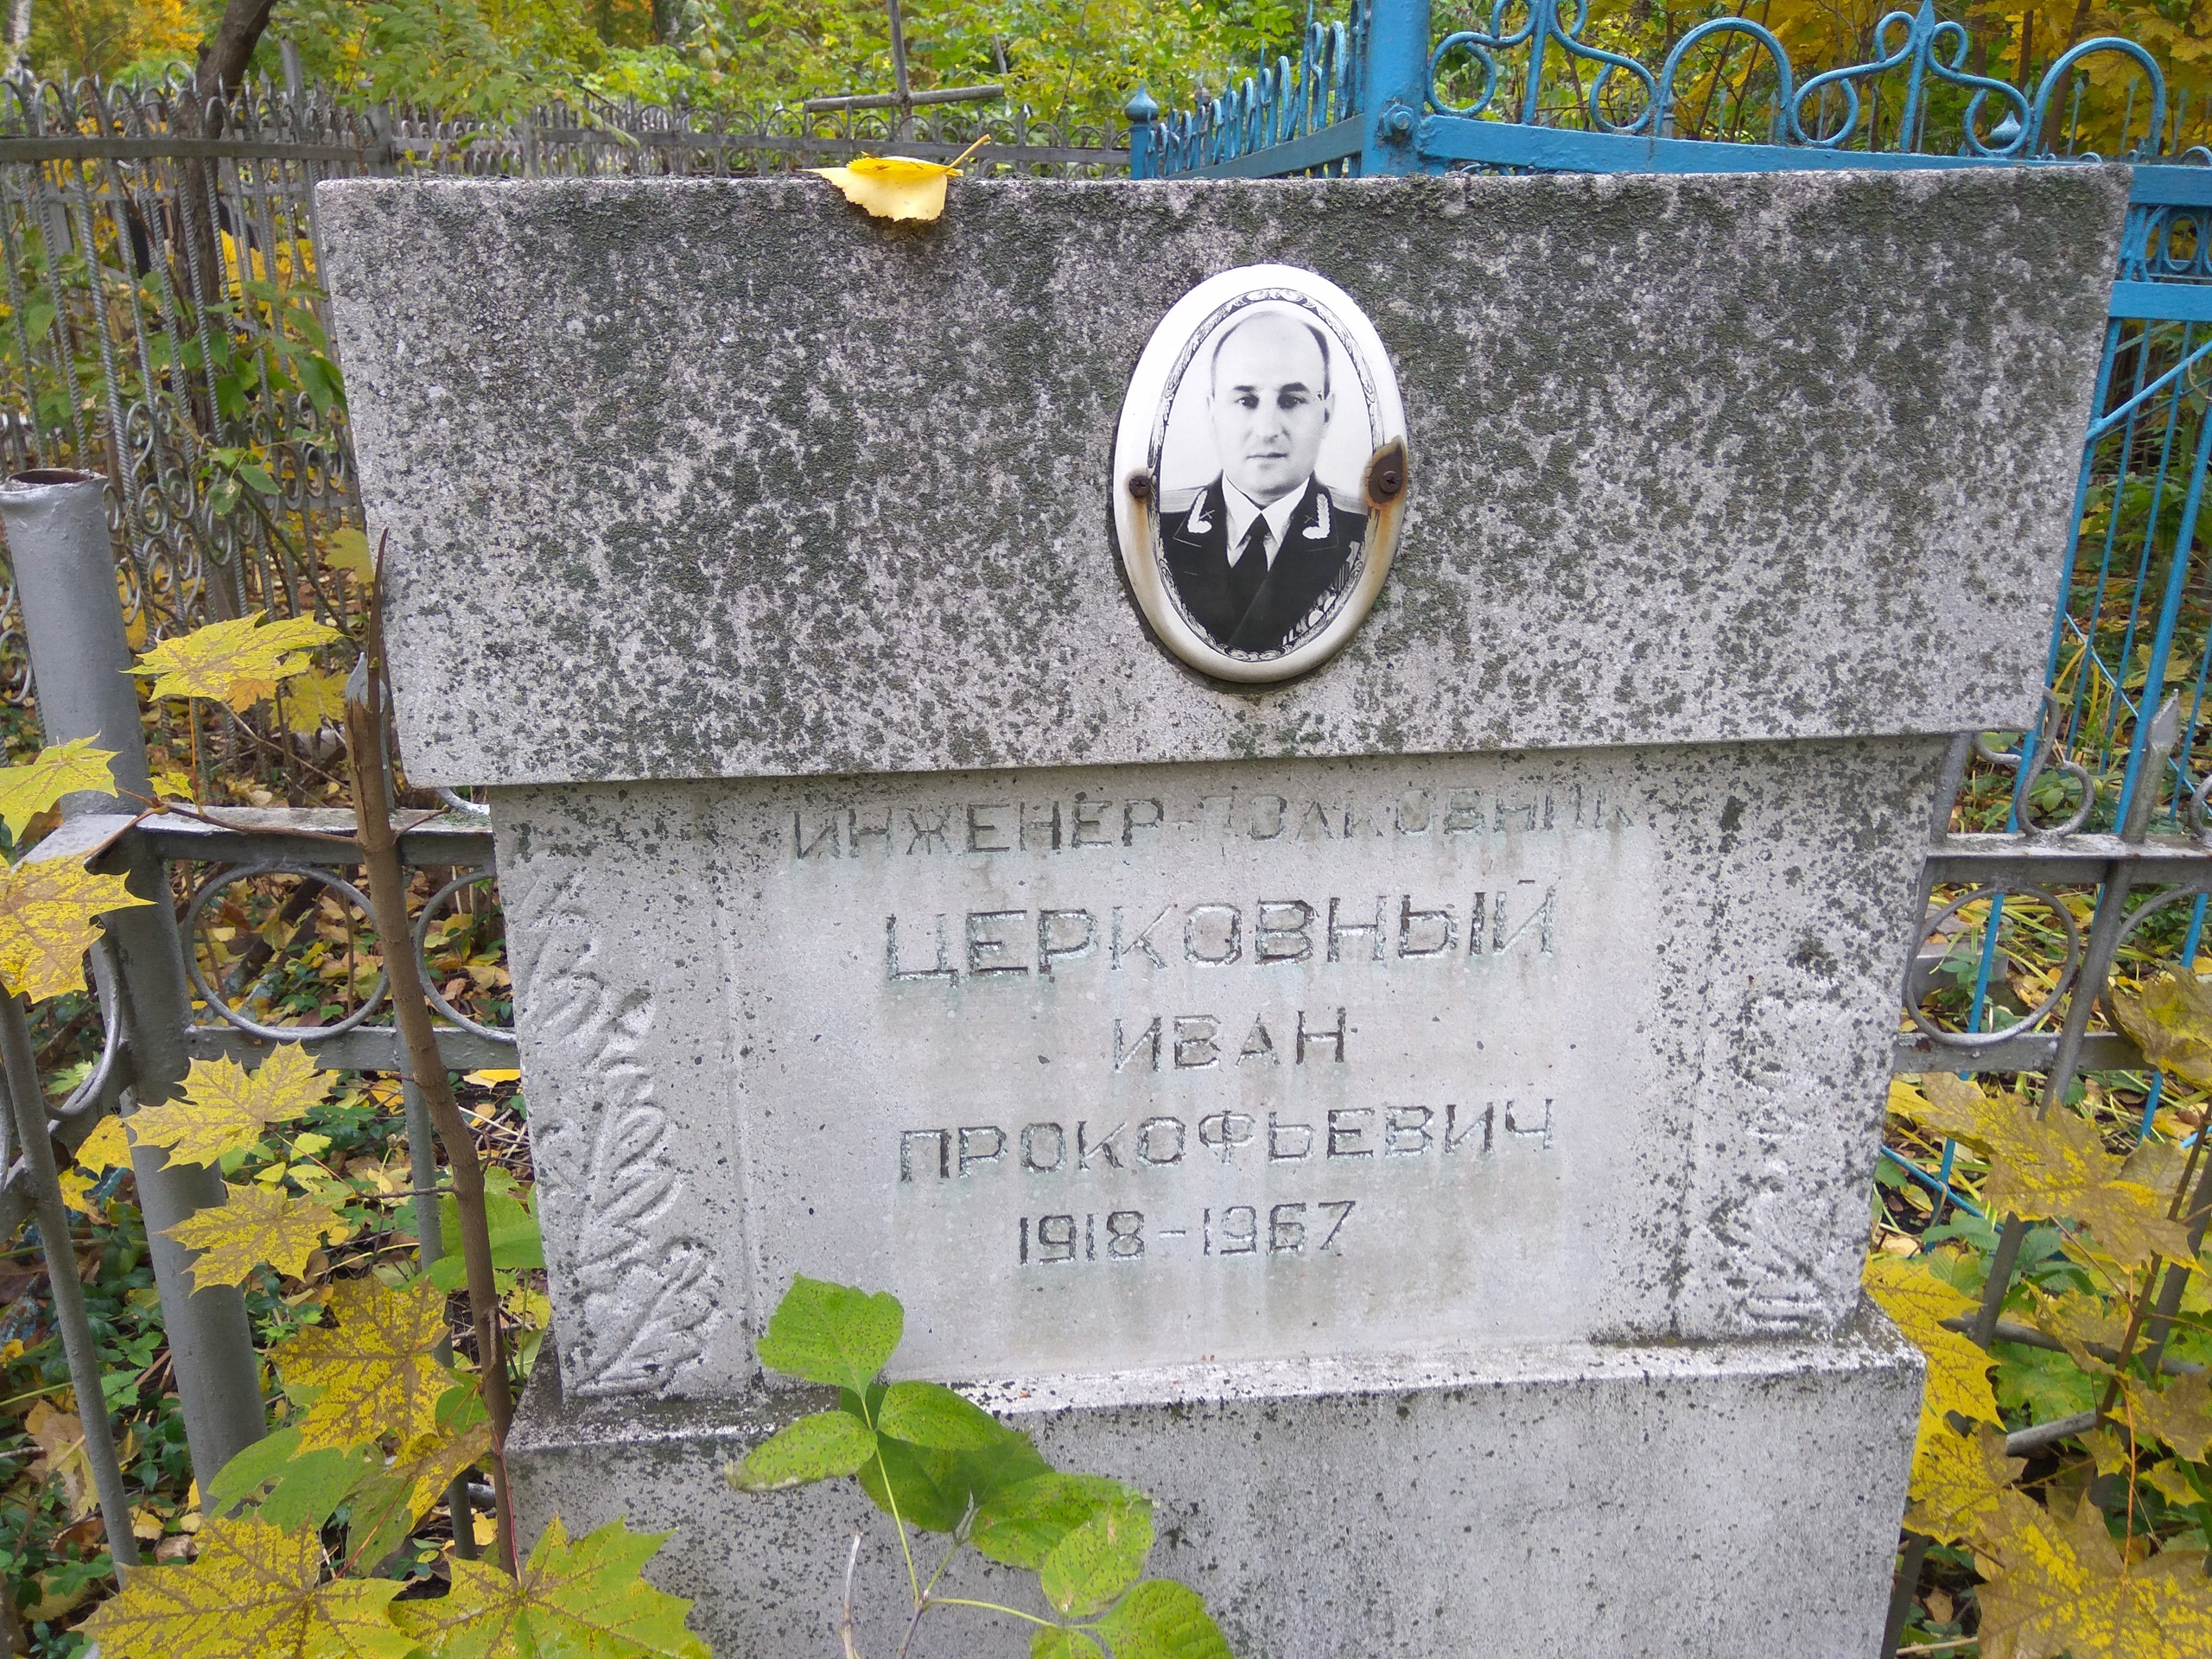 ИНЖЕНЕР-ПОЛКОВНИК
ЦЕРКОВНЫЙ
ИВАН
ПРОКОФЬЕВИЧ
1918-1967